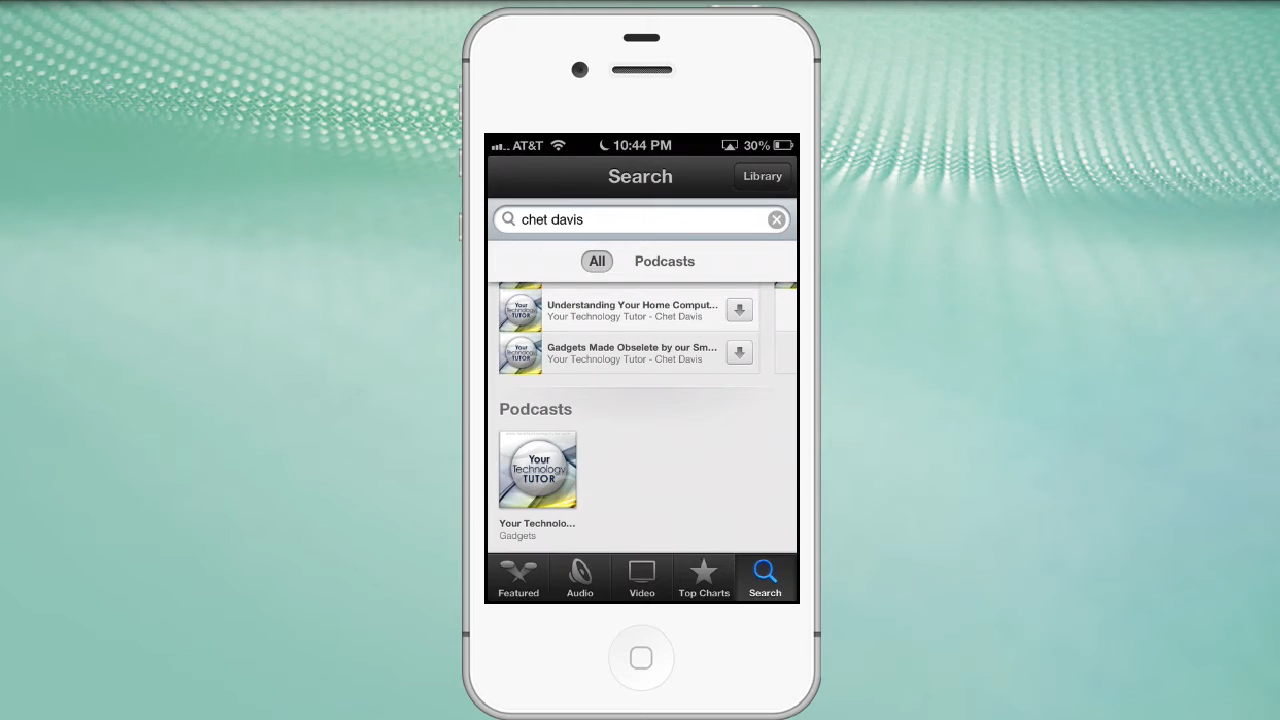 AT&T 10:44 PM 30%
Search
Library
chet davis
All Podcasts
Your Technology TUTOR
Understanding Your Home Comput...
Your Technology Tutor - Chet Davis
Your Technology TUTOR
Gadgets Made Obselete by our Sm...
Your Technology Tutor - Chet Davis
Podcasts
Your
Technology
TUTOR
Your Technolo...
Gadgets
Featured Audio Video Top Charts Search